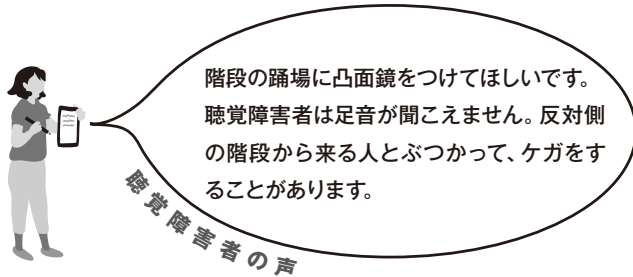 階段の踊場に凸面鏡をつけてほしいです。
聴覚障害者は足音が聞こえません。反対側
の階段から来る人とぶつかって、ケガをす
ることがあります。
聴覚障害者の声